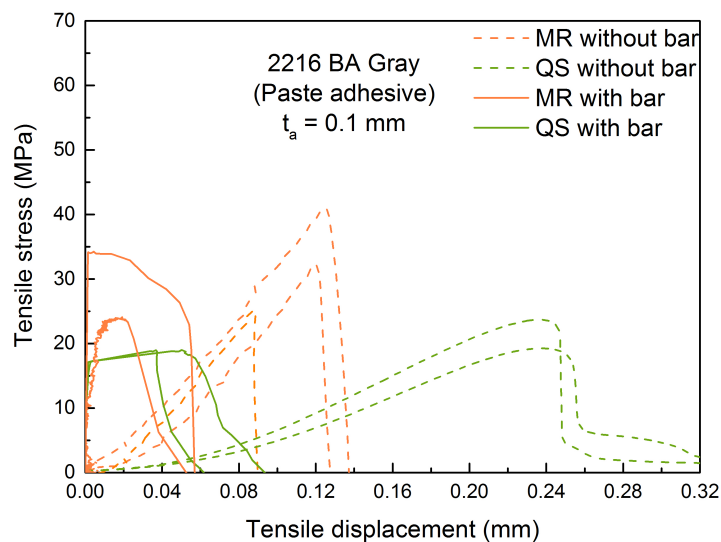 70
60
50
40
30
20
10
0
Tensile stress (MPa)
2216 BA Gray
(Paste adhesive)
tₐ = 0.1 mm
MR without bar
QS without bar
MR with bar
QS with bar
0.00 0.04 0.08 0.12 0.16 0.20 0.24 0.28 0.32
Tensile displacement (mm)